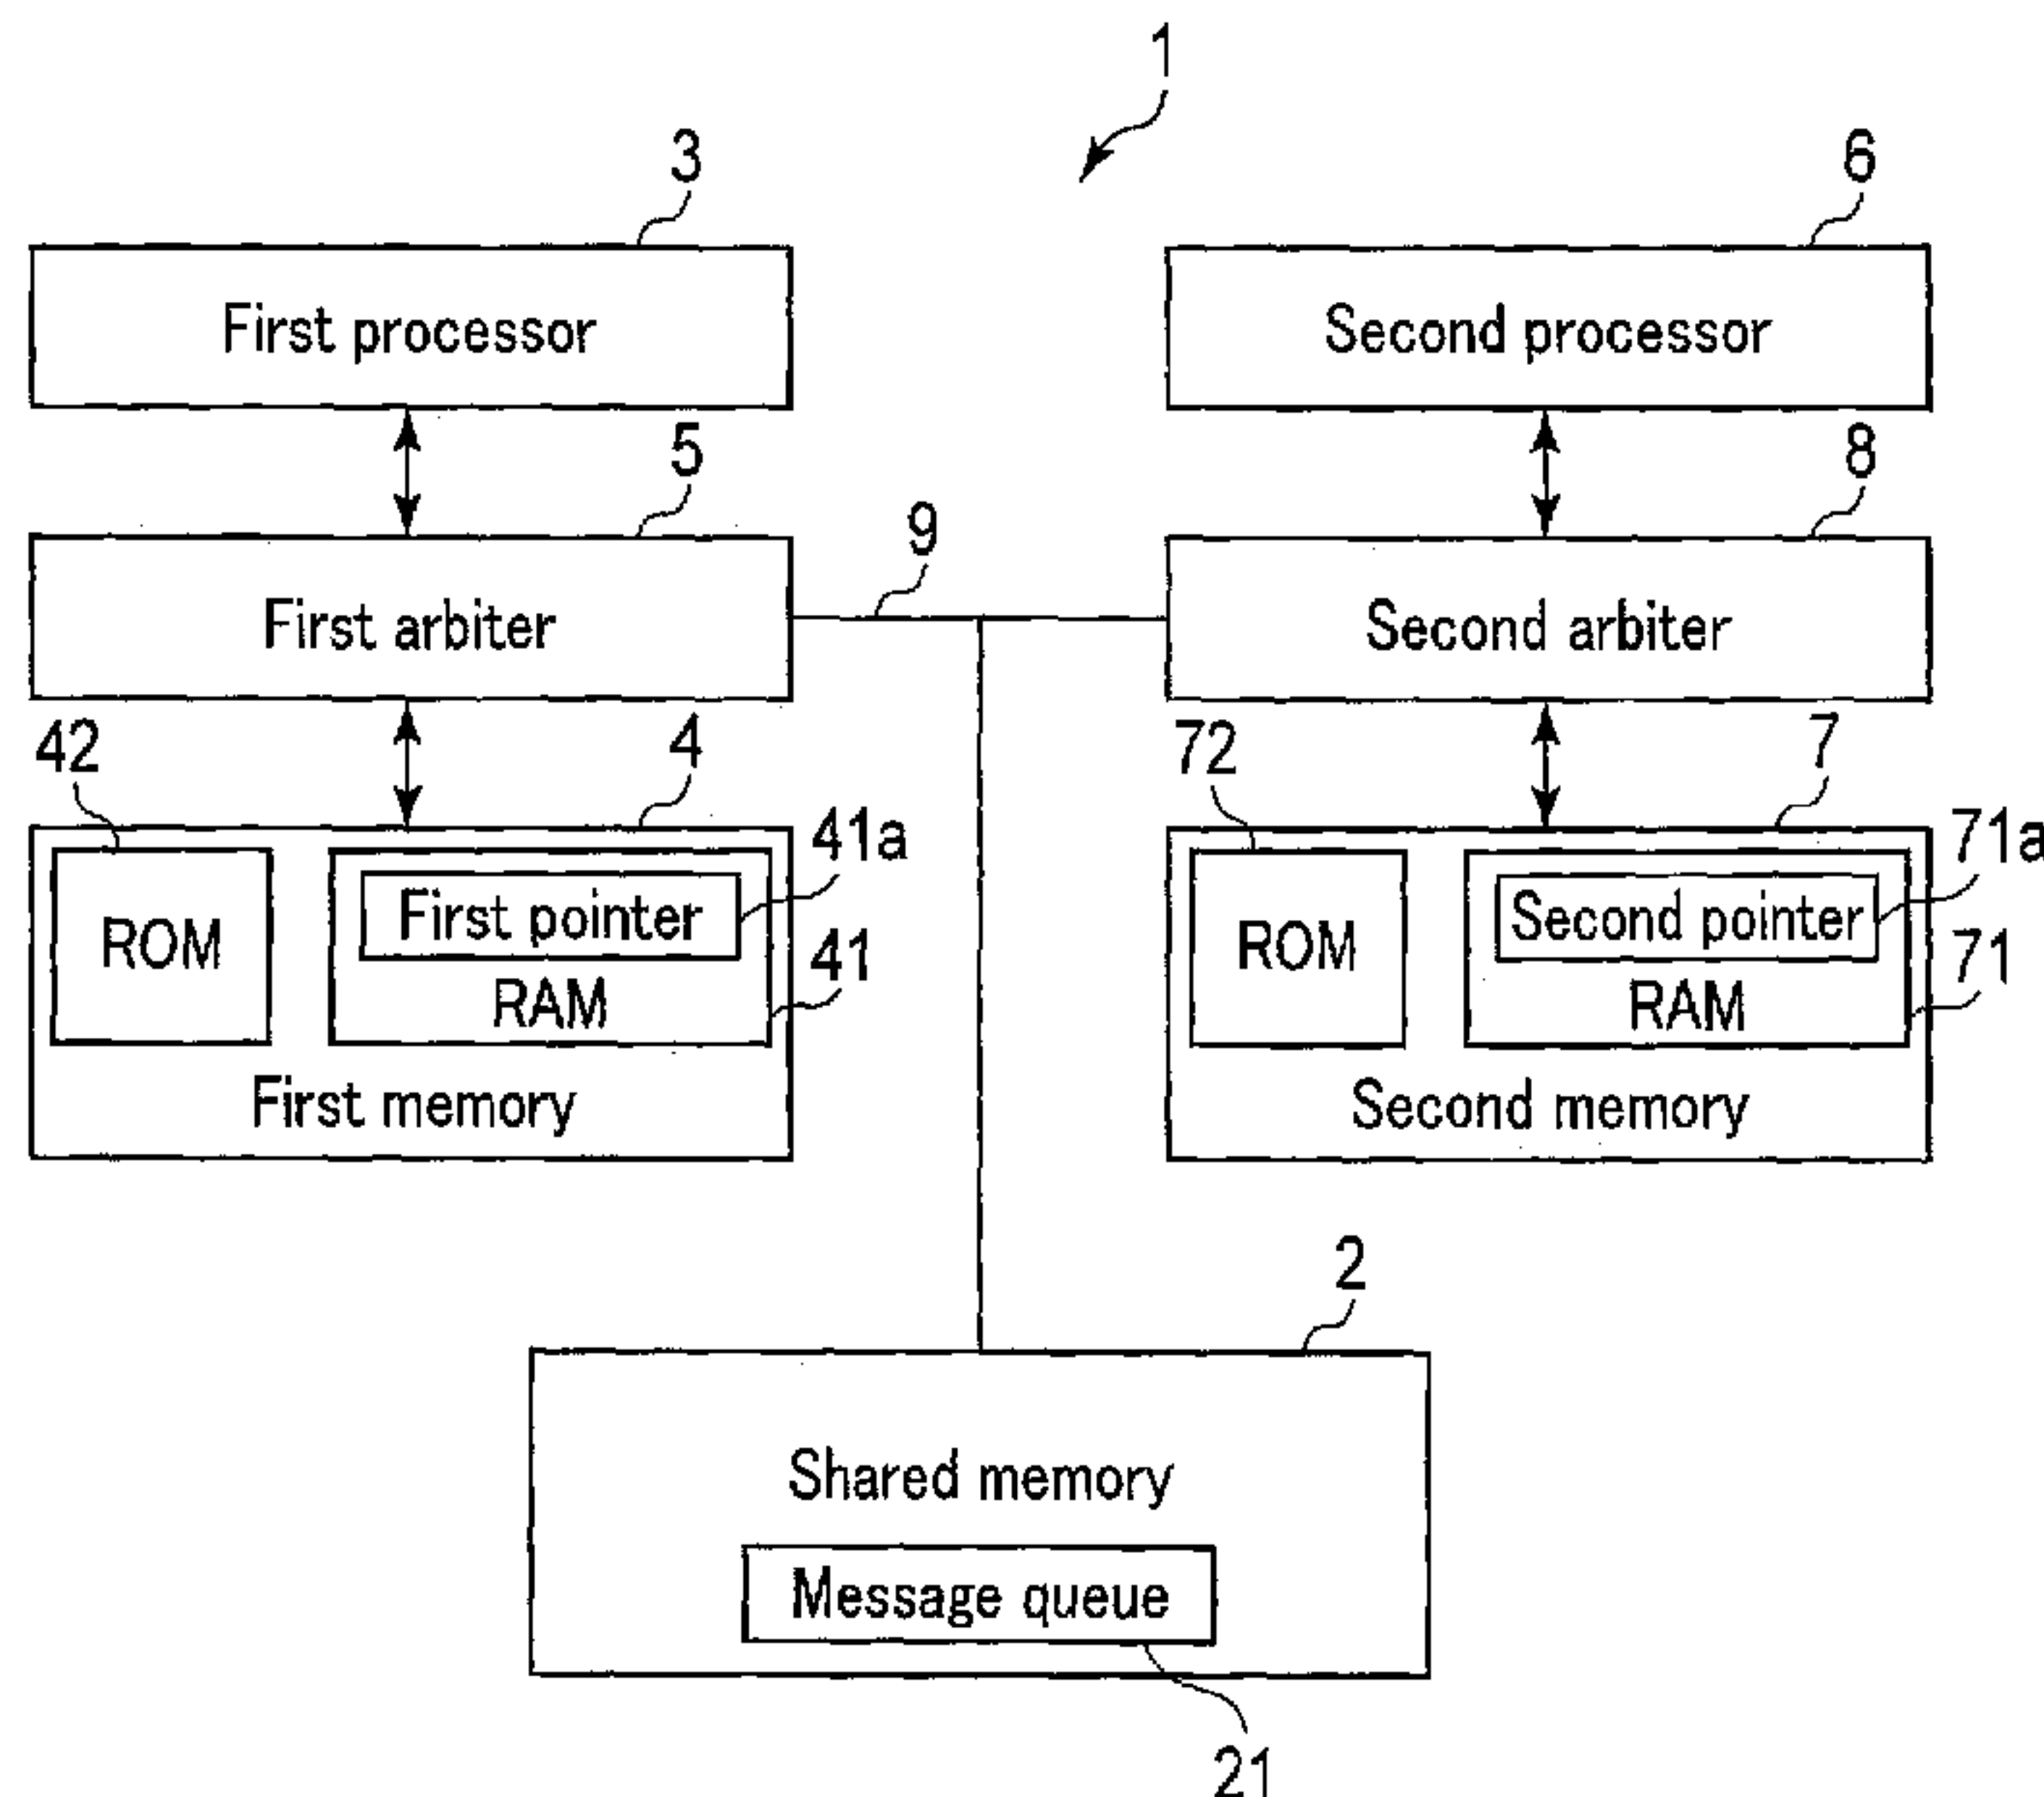 1
3
6
First processor
Second processor
5
8
9
First arbiter
Second arbiter
42
4
72
7
41a
71a
First pointer
Second pointer
ROM
ROM
41
71
RAM
RAM
First memory
Second memory
2
Shared memory
Message queue
21